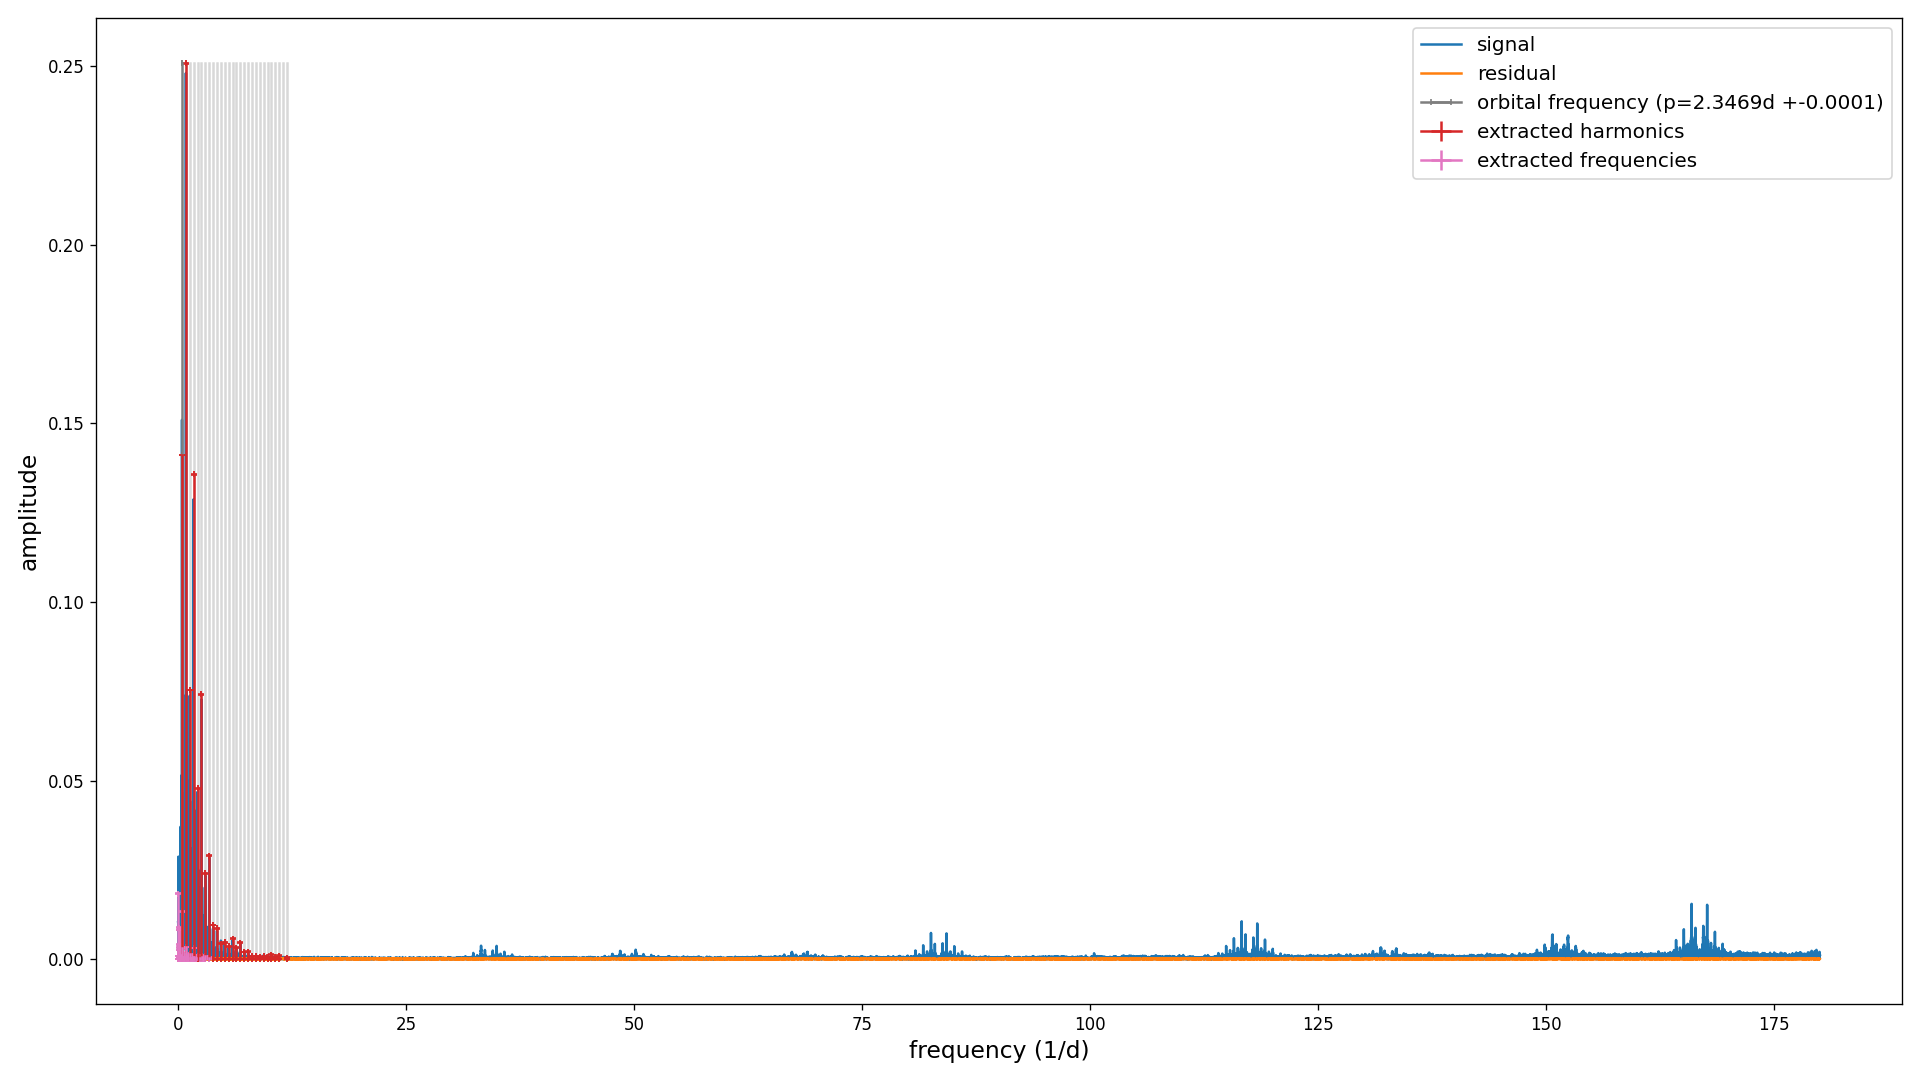 signal
residual
orbital frequency (p=2.3469d +-0.0001)
extracted harmonics
extracted frequencies
amplitude
0.25
0.20
0.15
0.10
0.05
0.00
0 25 50 75 100 125 150 175
frequency (1/d)